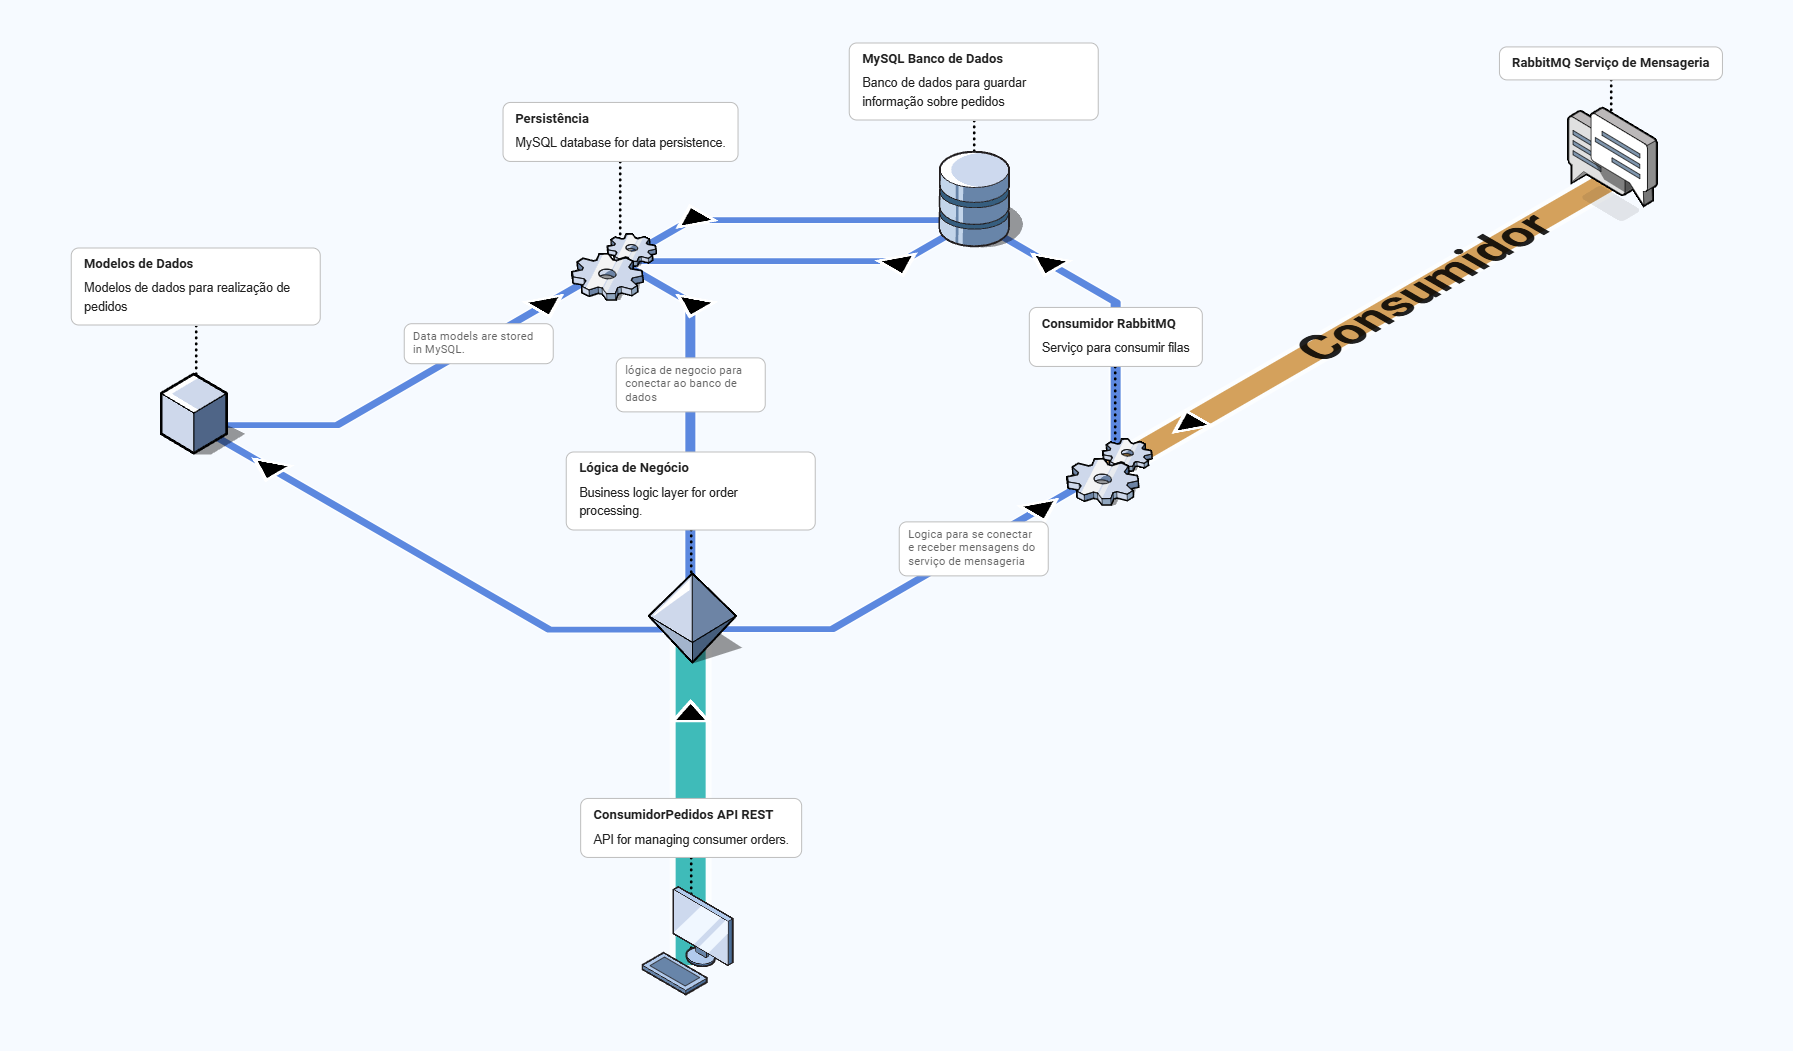 MySQL Banco de Dados
Banco de dados para guardar
informação sobre pedidos
RabbitMQ Serviço de Mensageria
Persistência
MySQL database for data persistence.
Modelos de Dados
Modelos de dados para realização de
pedidos
Consumidor
Data models are stored
in MySQL.
Consumidor RabbitMQ
Serviço para consumir filas
lógica de negocio para
conectar ao banco de
dados
Lógica de Negócio
Business logic layer for order
processing.
Logica para se conectar
e receber mensagens do
serviço de mensageria
ConsumidorPedidos API REST
API for managing consumer orders.